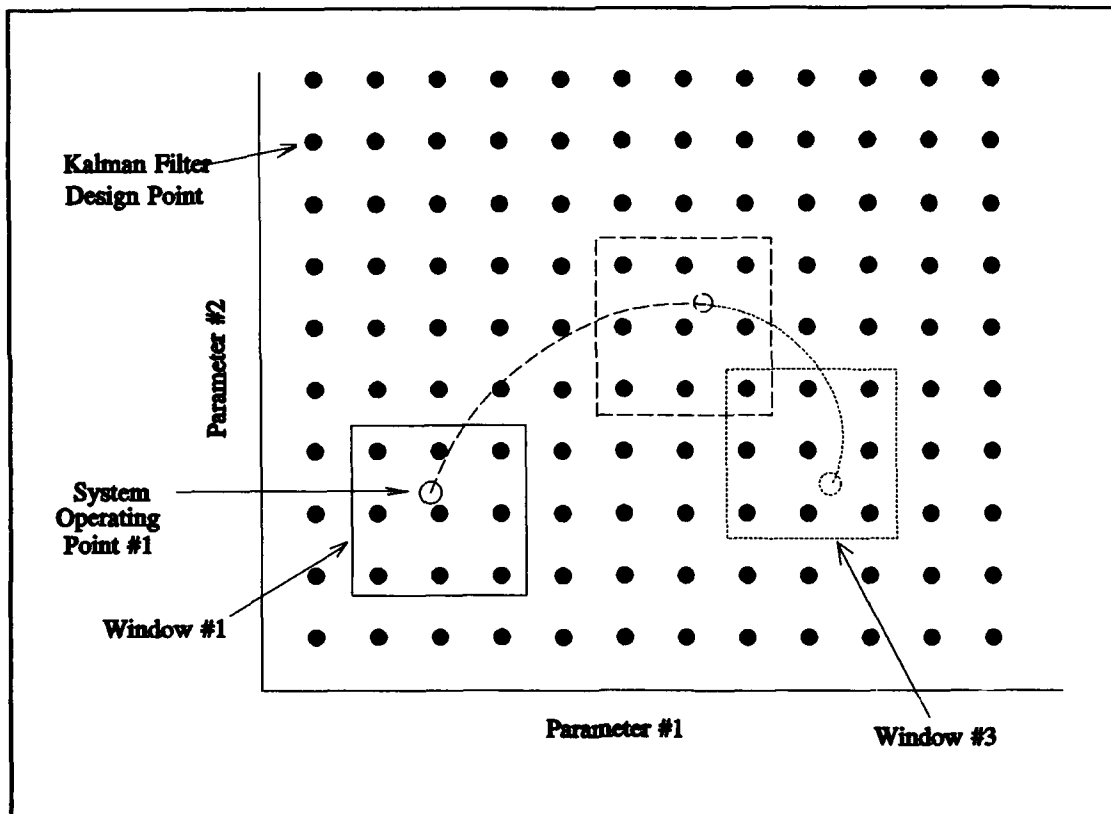 Kalman Filter
Design Point
Parameter #2
System
Operating
Point #1
Window #1
Parameter #1
Window #3